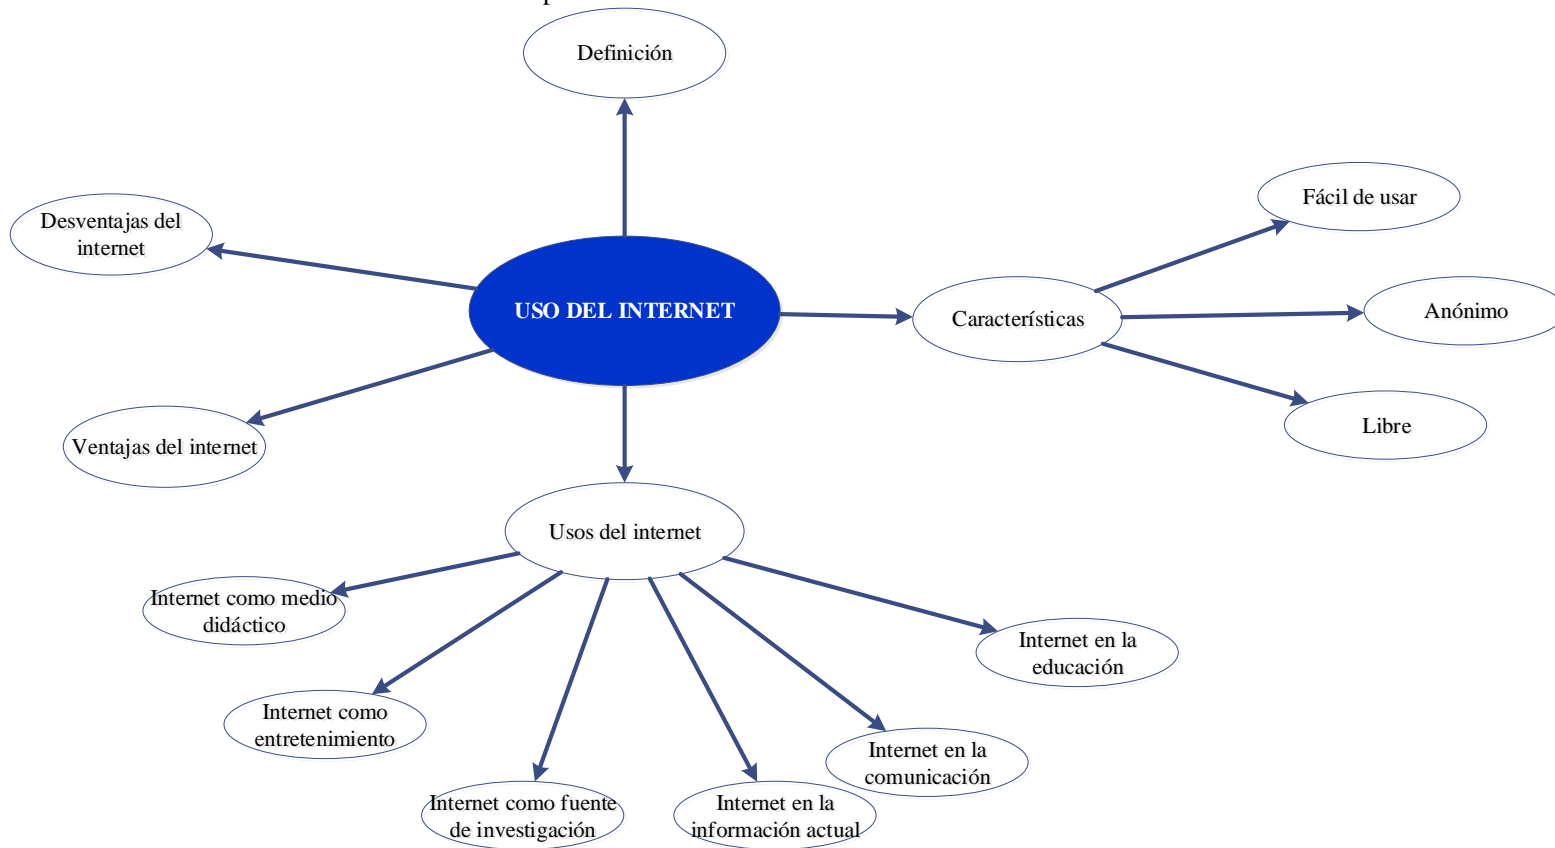 Definición
Desventajas del
internet
USO DEL INTERNET
Fácil de usar
Características
Anónimo
Libre
Ventajas del internet
Usos del internet
Internet como medio
didáctico
Internet como
entretenimiento
Internet como fuente
de investigación
Internet en la
información actual
Internet en la
comunicación
Internet en la
educación